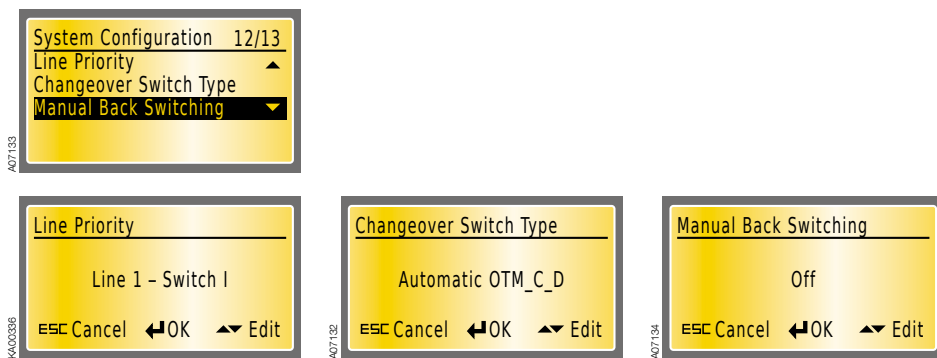 System Configuration 12/13
Line Priority
Changeover Switch Type
Manual Back Switching
A07133
Line Priority
Line 1 – Switch I
ESC Cancel OK Edit
KA00336
Changeover Switch Type
Automatic OTM_C_D
ESC Cancel OK Edit
A07132
Manual Back Switching
Off
ESC Cancel OK Edit
A07134